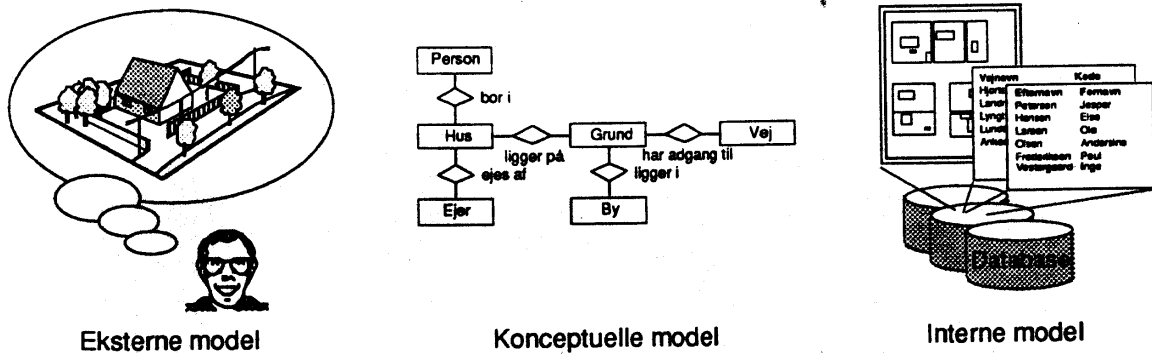 Person
bor i
Hus
Grund
Vej
ligger på
har adgang til
ejes af
ligger i
Ejer
By
Vejnavn Kode
Efternavn Fornavn
Petersen Jesper
Hansen Else
Larsen Ole
Olsen Andersine
Frederiksen Poul
Vestergaard Inge
Database
Eksterne model
Konceptuelle model
Interne model